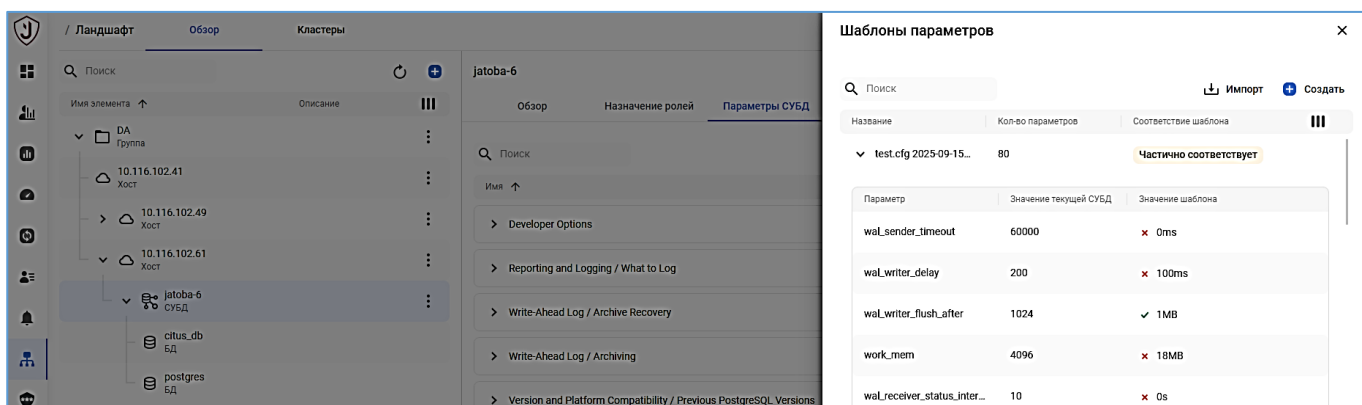 / Ландшафт Обзор Кластеры
Поиск
Имя элемента Описание
DA
Группа
10.116.102.41
Хост
10.116.102.49
Хост
10.116.102.61
Хост
jatoba-6
СУБД
citus_db
БД
postgres
БД
jatoba-6
Обзор Назначение ролей Параметры СУБД
Поиск
Имя
Developer Options
Reporting and Logging / What to Log
Write-Ahead Log / Archive Recovery
Write-Ahead Log / Archiving
Version and Platform Compatibility / Previous PostgreSQL Versions
Шаблоны параметров
Поиск Импорт Создать
Название Кол-во параметров Соответствие шаблона
test.cfg 2025-09-15... 80 Частично соответствует
Параметр Значение текущей СУБД Значение шаблона
wal_sender_timeout 60000 0ms
wal_writer_delay 200 100ms
wal_writer_flush_after 1024 1MB
work_mem 4096 18MB
wal_receiver_status_inter... 10 0s